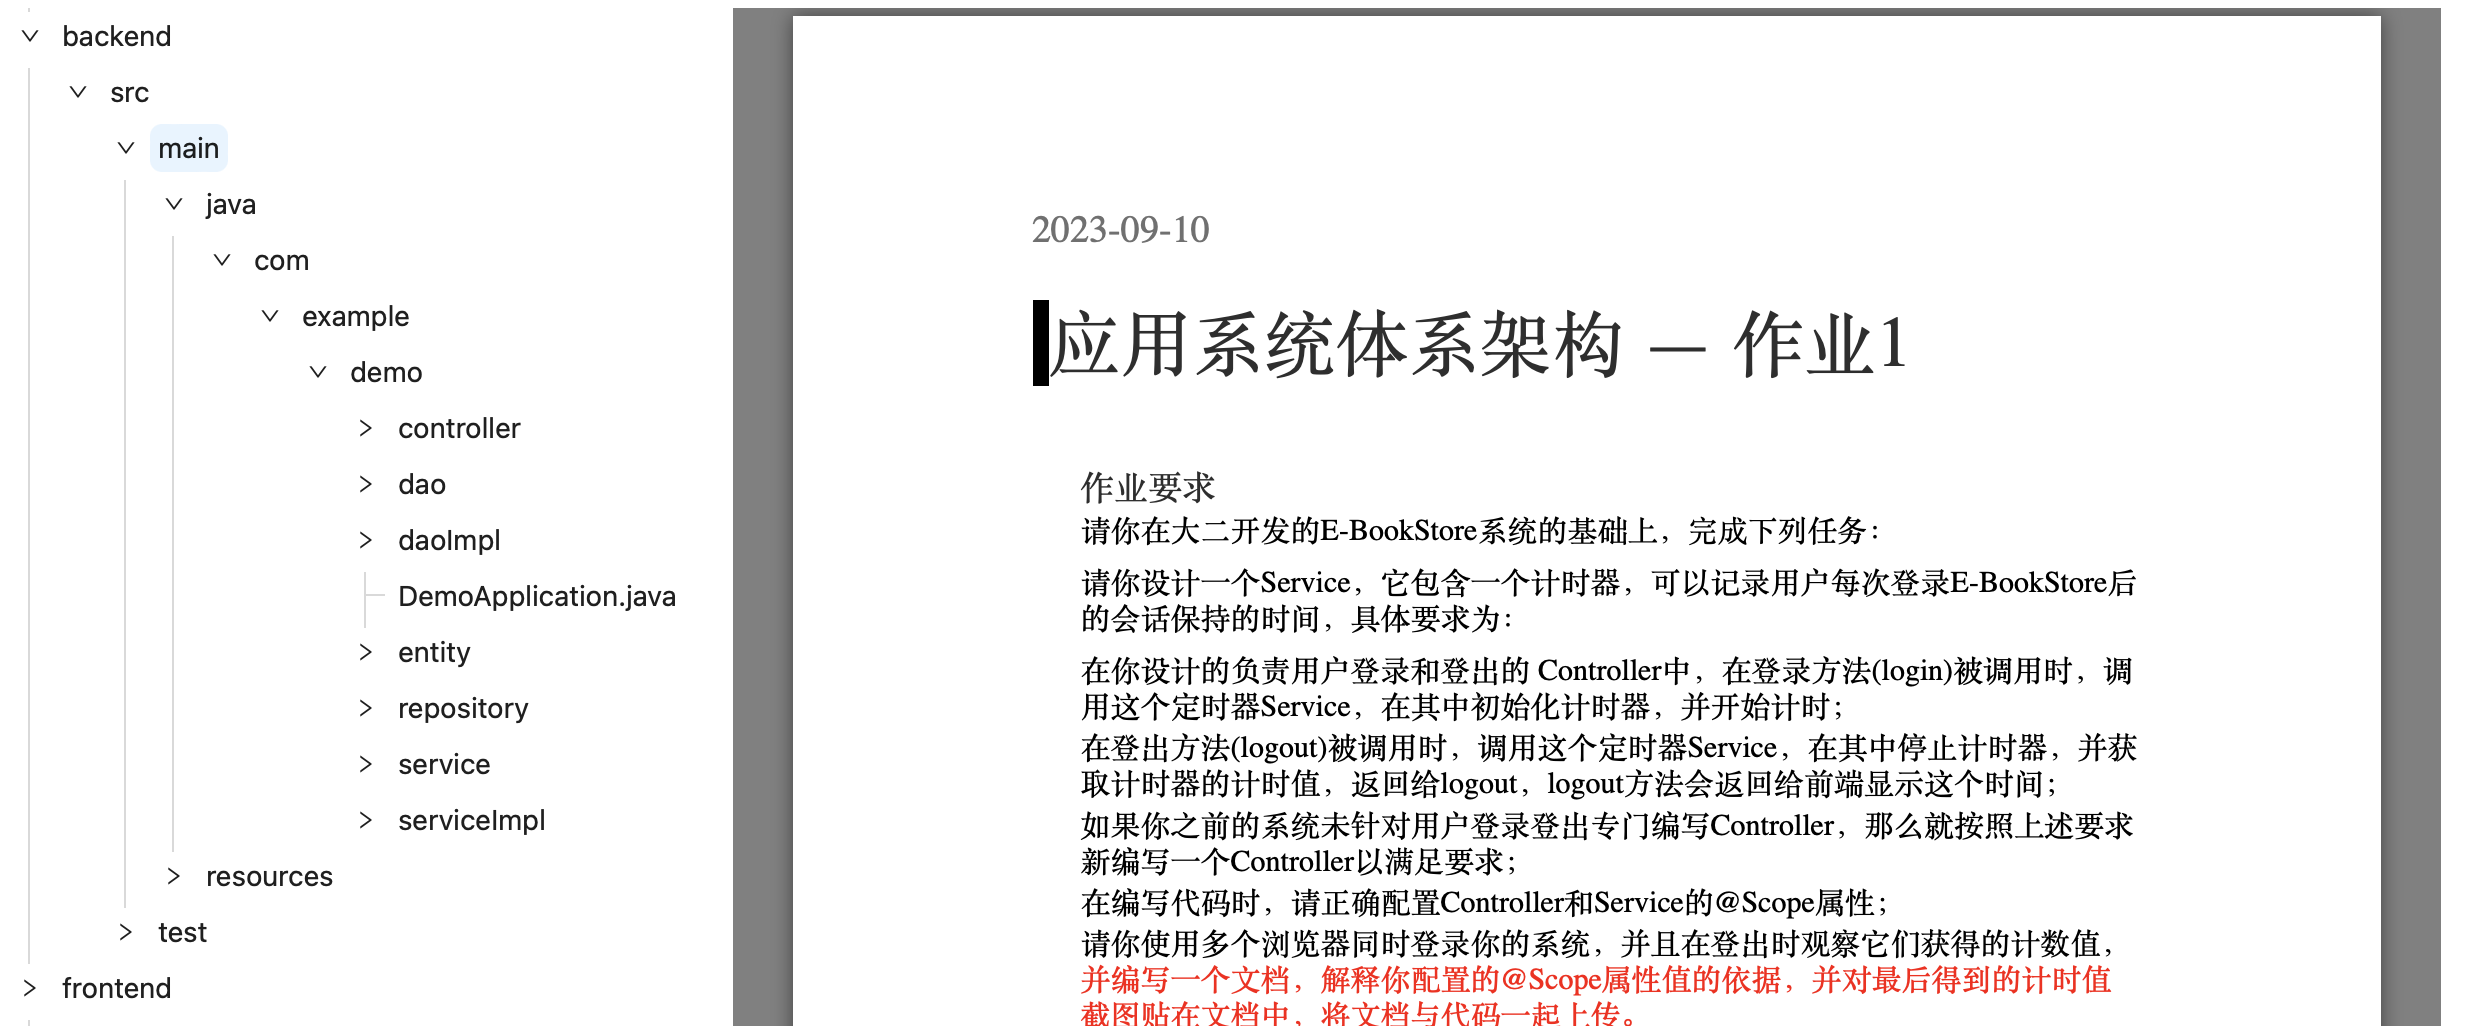 backend
src
main
java
com
example
demo
controller
dao
daoImpl
DemoApplication.java
entity
repository
service
serviceImpl
resources
test
frontend
2023-09-10
应用系统体系架构 — 作业1
作业要求
请你在大二开发的E-BookStore系统的基础上，完成下列任务：
请你设计一个Service，它包含一个计时器，可以记录用户每次登录E-BookStore后
的会话保持的时间，具体要求为：
在你设计的负责用户登录和登出的 Controller中，在登录方法(login)被调用时，调
用这个定时器Service，在其中初始化计时器，并开始计时；
在登出方法(logout)被调用时，调用这个定时器Service，在其中停止计时器，并获
取计时器的计时值，返回给logout，logout方法会返回给前端显示这个时间；
如果你之前的系统未针对用户登录登出专门编写Controller，那么就按照上述要求
新编写一个Controller以满足要求；
在编写代码时，请正确配置Controller和Service的@Scope属性；
请你使用多个浏览器同时登录你的系统，并且在登出时观察它们获得的计数值，
并编写一个文档，解释你配置的@Scope属性值的依据，并对最后得到的计时值
截图贴在文档中，将文档与代码一起上传。